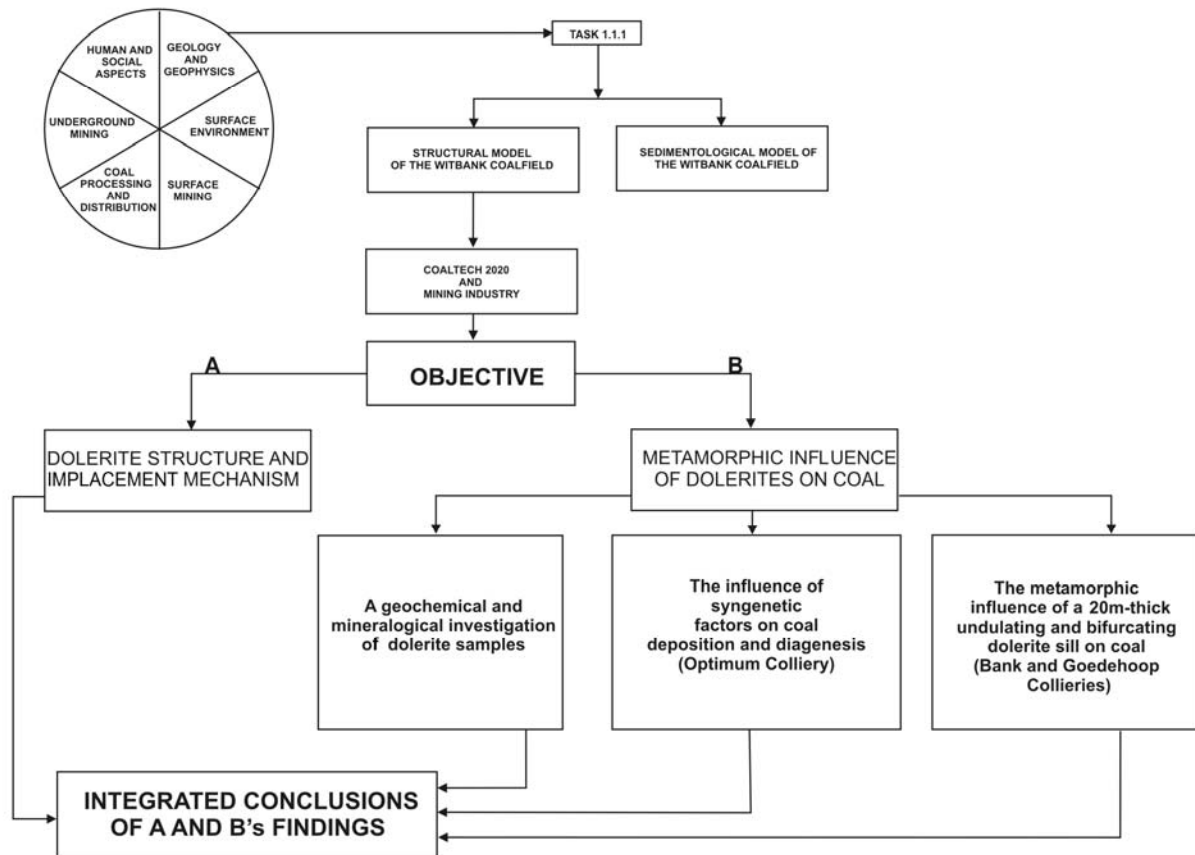 HUMAN AND
SOCIAL
ASPECTS
GEOLOGY
AND
GEOPHYSICS
UNDERGROUND
MINING
SURFACE
ENVIRONMENT
COAL
PROCESSING
AND
DISTRIBUTION
SURFACE
MINING
TASK 1.1.1
STRUCTURAL MODEL
OF THE WITBANK COALFIELD
SEDIMENTOLOGICAL MODEL OF
THE WITBANK COALFIELD
COALTECH 2020
AND
MINING INDUSTRY
OBJECTIVE
A
B
DOLERITE STRUCTURE AND
IMPLACEMENT MECHANISM
METAMORPHIC INFLUENCE
OF DOLERITES ON COAL
A geochemical and
mineralogical investigation
of dolerite samples
The influence of
syngenetic
factors on coal
deposition and diagenesis
(Optimum Colliery)
The metamorphic
influence of a 20m-thick
undulating and bifurcating
dolerite sill on coal
(Bank and Goedehoop
Collieries)
INTEGRATED CONCLUSIONS
OF A AND B's FINDINGS